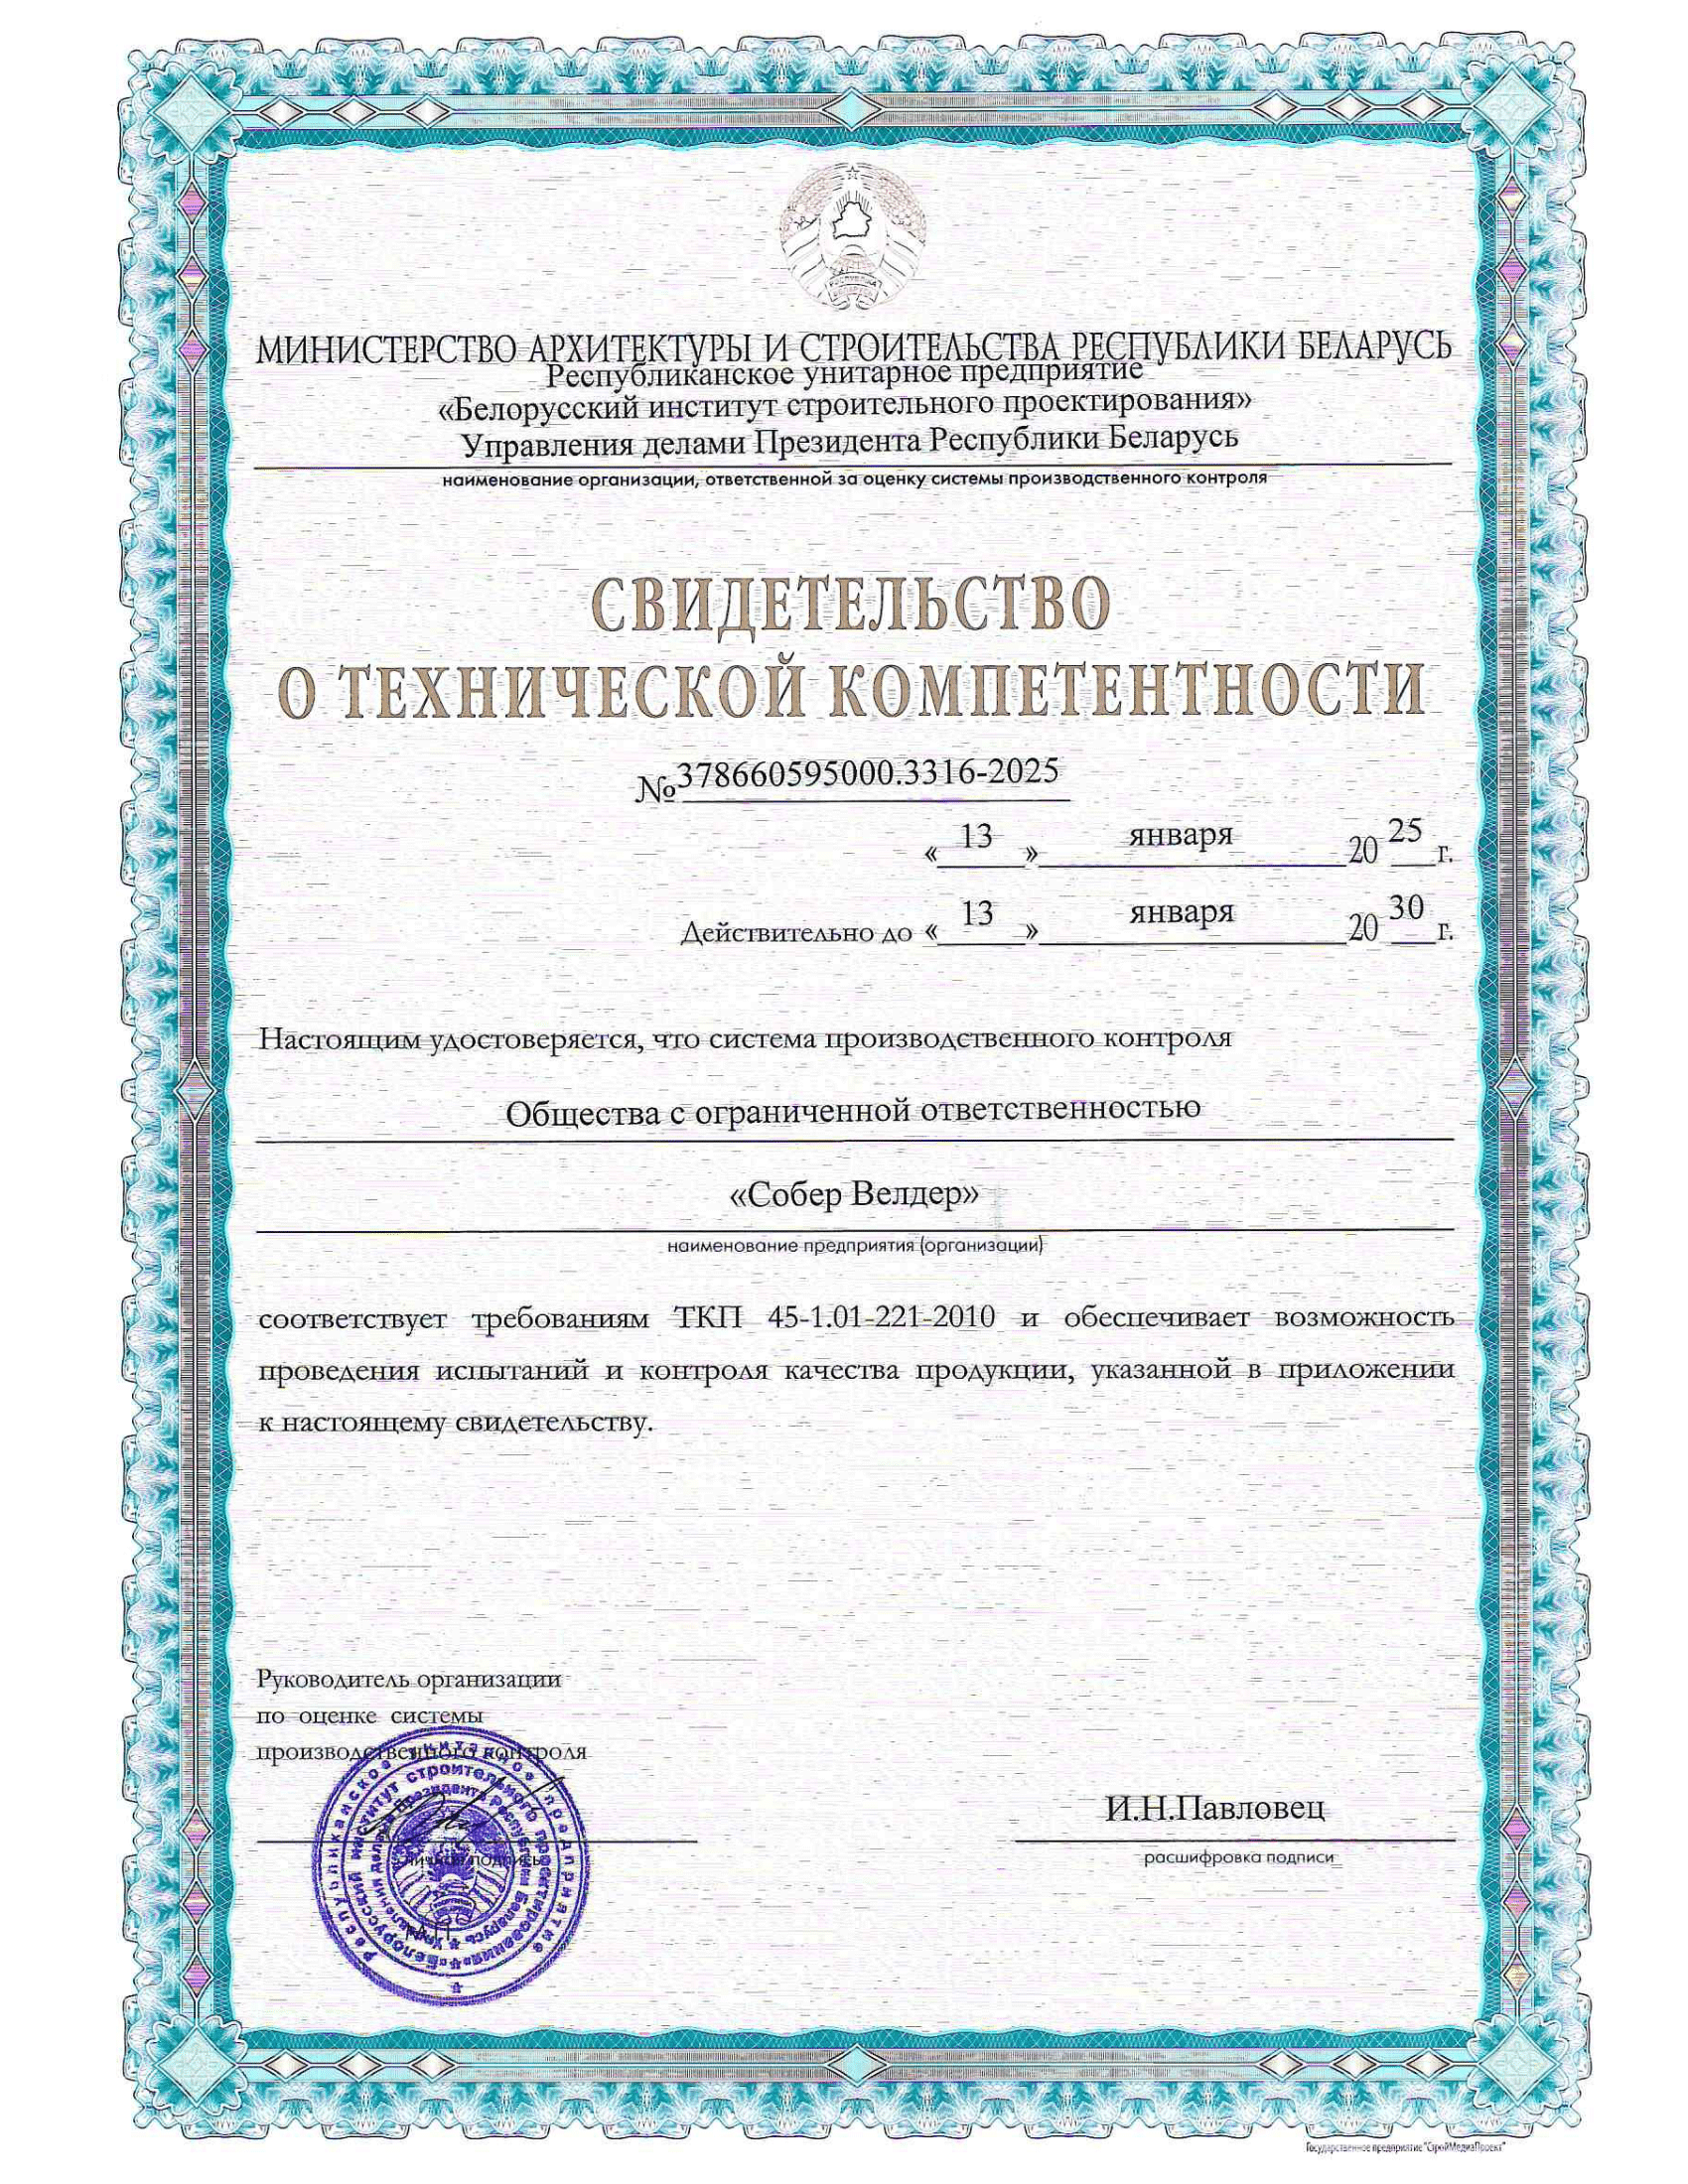 МИНИСТЕРСТВО АРХИТЕКТУРЫ И СТРОИТЕЛЬСТВА РЕСПУБЛИКИ БЕЛАРУСЬ
Республиканское унитарное предприятие
«Белорусский институт строительного проектирования»
Управления делами Президента Республики Беларусь
наименование организации, ответственной за оценку системы производственного контроля
СВИДЕТЕЛЬСТВО
О ТЕХНИЧЕСКОЙ КОМПЕТЕНТНОСТИ
№378660595000.3316-2025
« 13 » января 20 25 г.
Действительно до « 13 » января 20 30 г.
Настоящим удостоверяется, что система производственного контроля
Общества с ограниченной ответственностью
«Собер Велдер»
наименование предприятия (организации)
соответствует требованиям ТКП 45-1.01-221-2010 и обеспечивает возможность
проведения испытаний и контроля качества продукции, указанной в приложении
к настоящему свидетельству.
Руководитель организации
по оценке системы
производственного контроля
И.Н.Павловец
личная подпись
расшифровка подписи
М.П.
Республиканское унитарное предприятие
«Белорусский институт строительного проектирования»
Управления делами Президента Республики Беларусь
Государственное предприятие "СтройМедиаПроект"